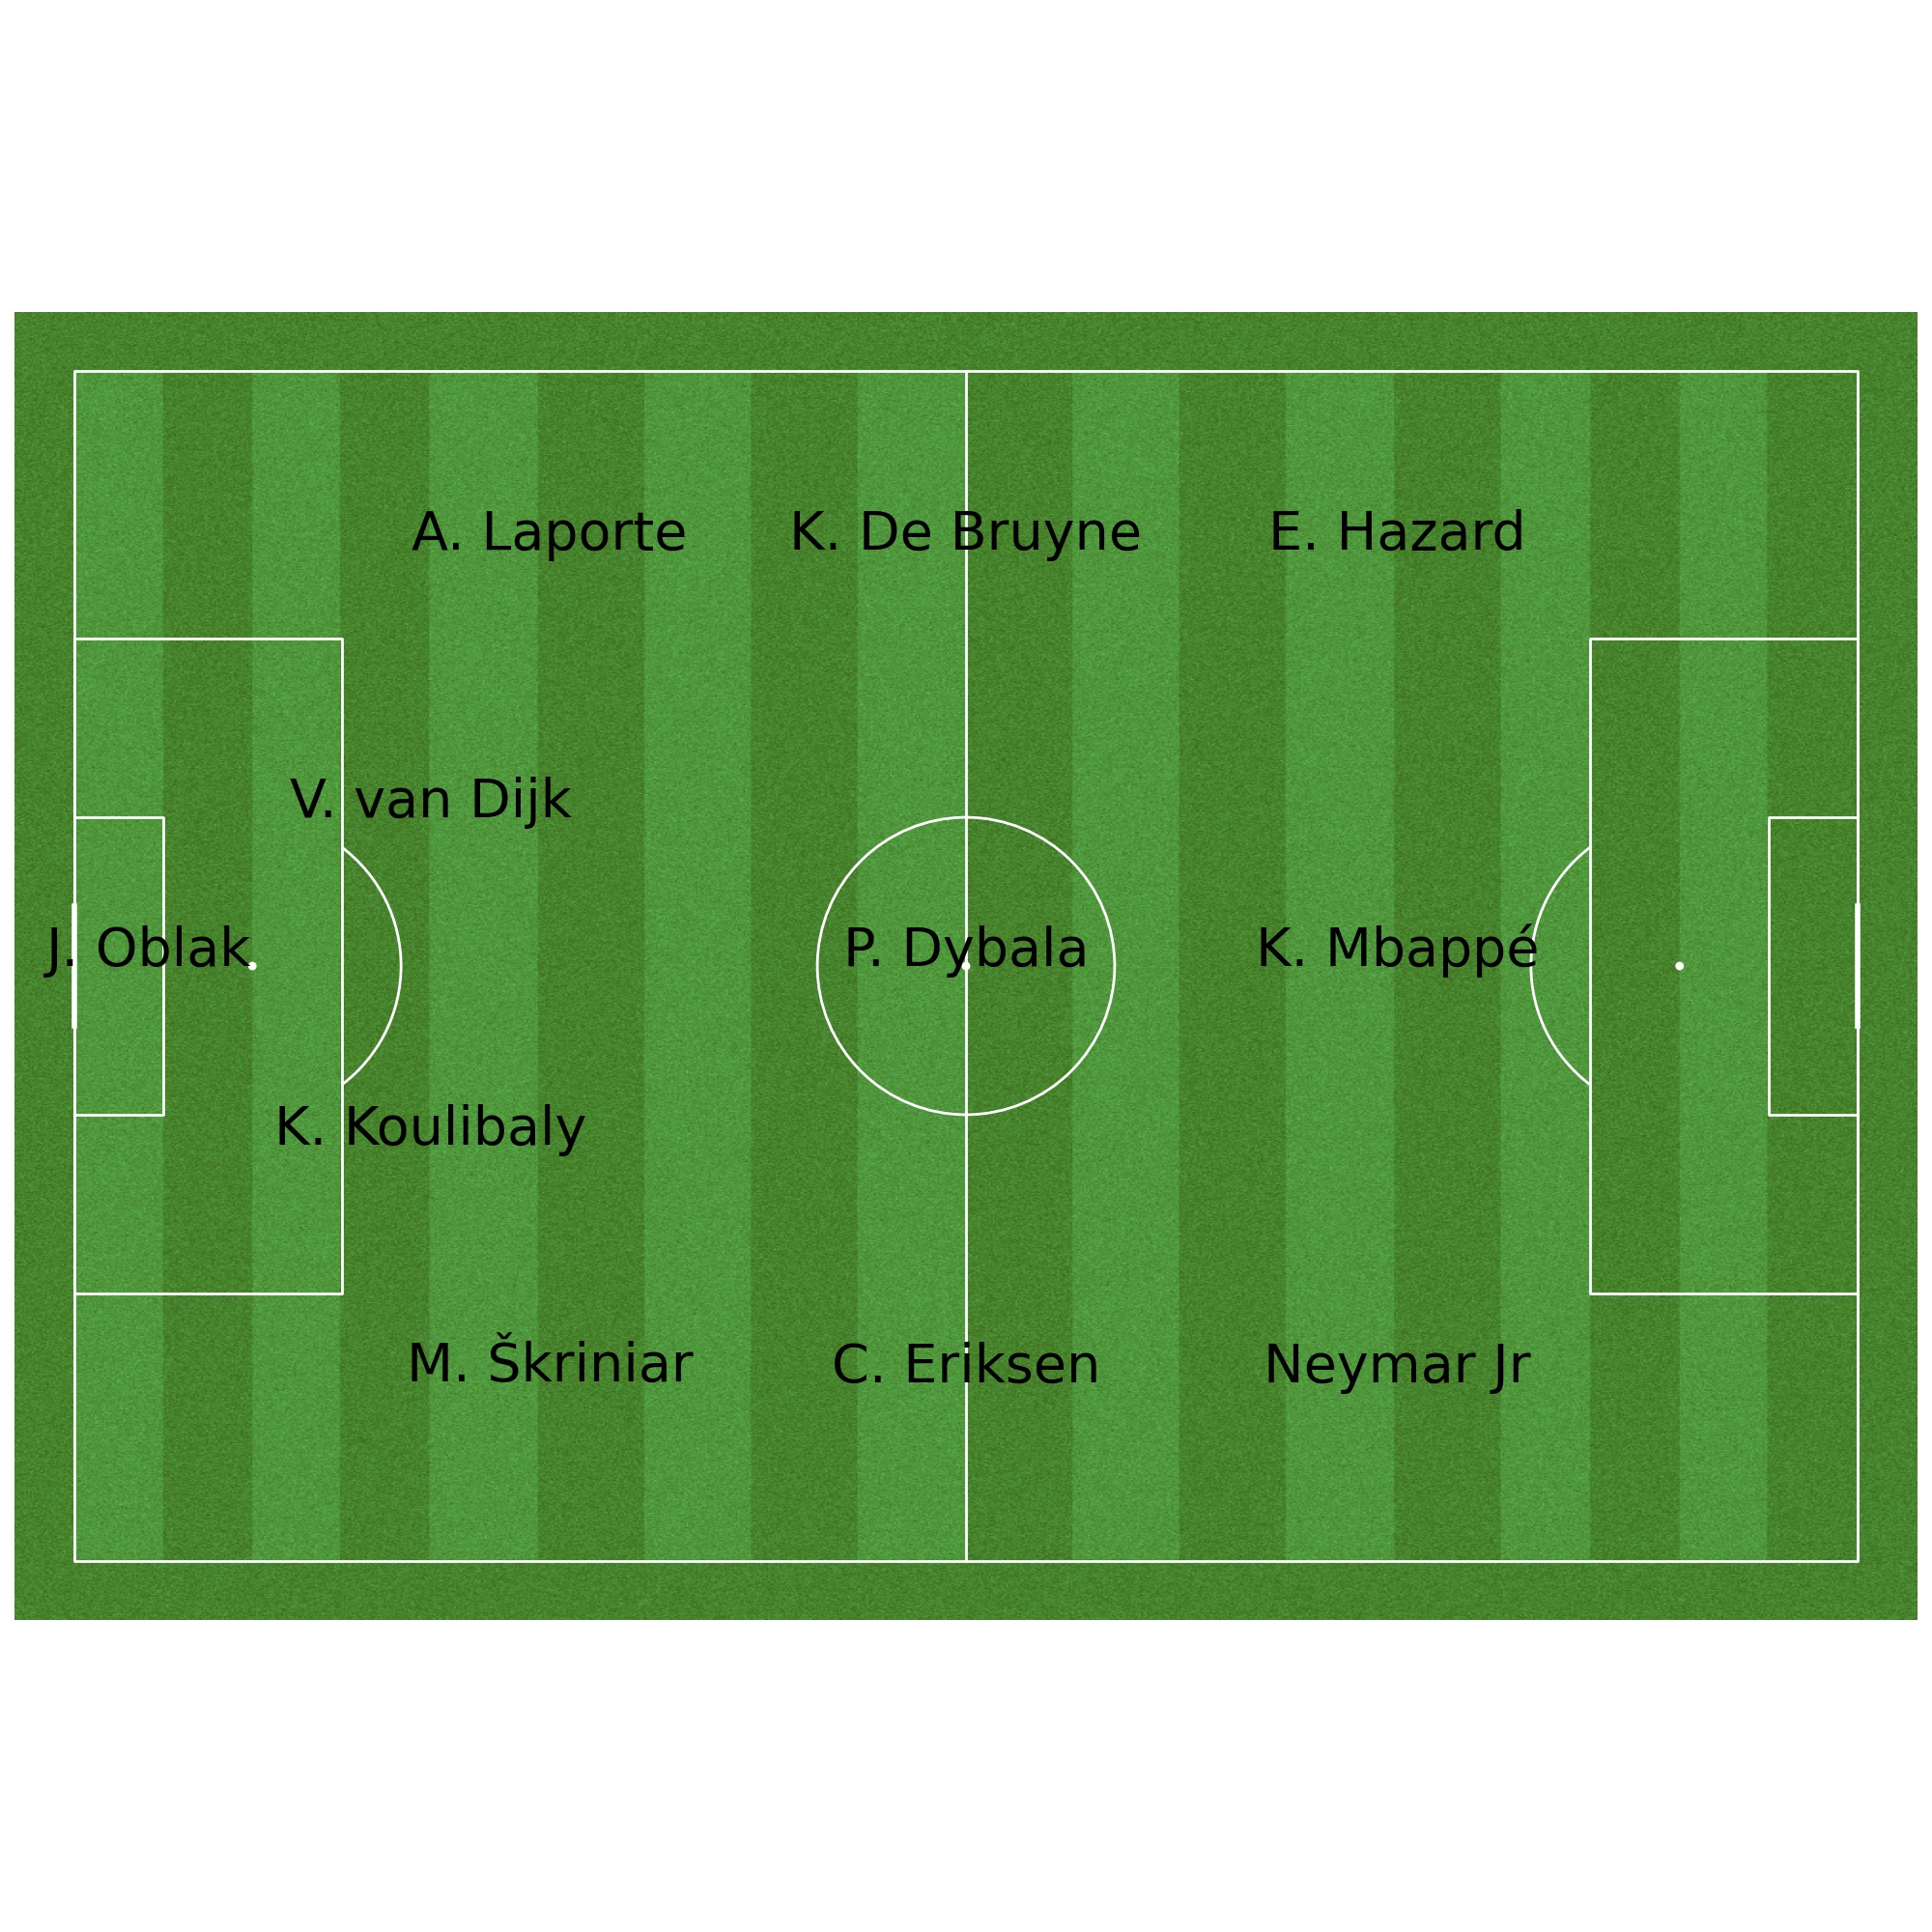 A. Laporte
K. De Bruyne
E. Hazard
V. van Dijk
J. Oblak
P. Dybala
K. Mbappé
K. Koulibaly
M. Škriniar
C. Eriksen
Neymar Jr